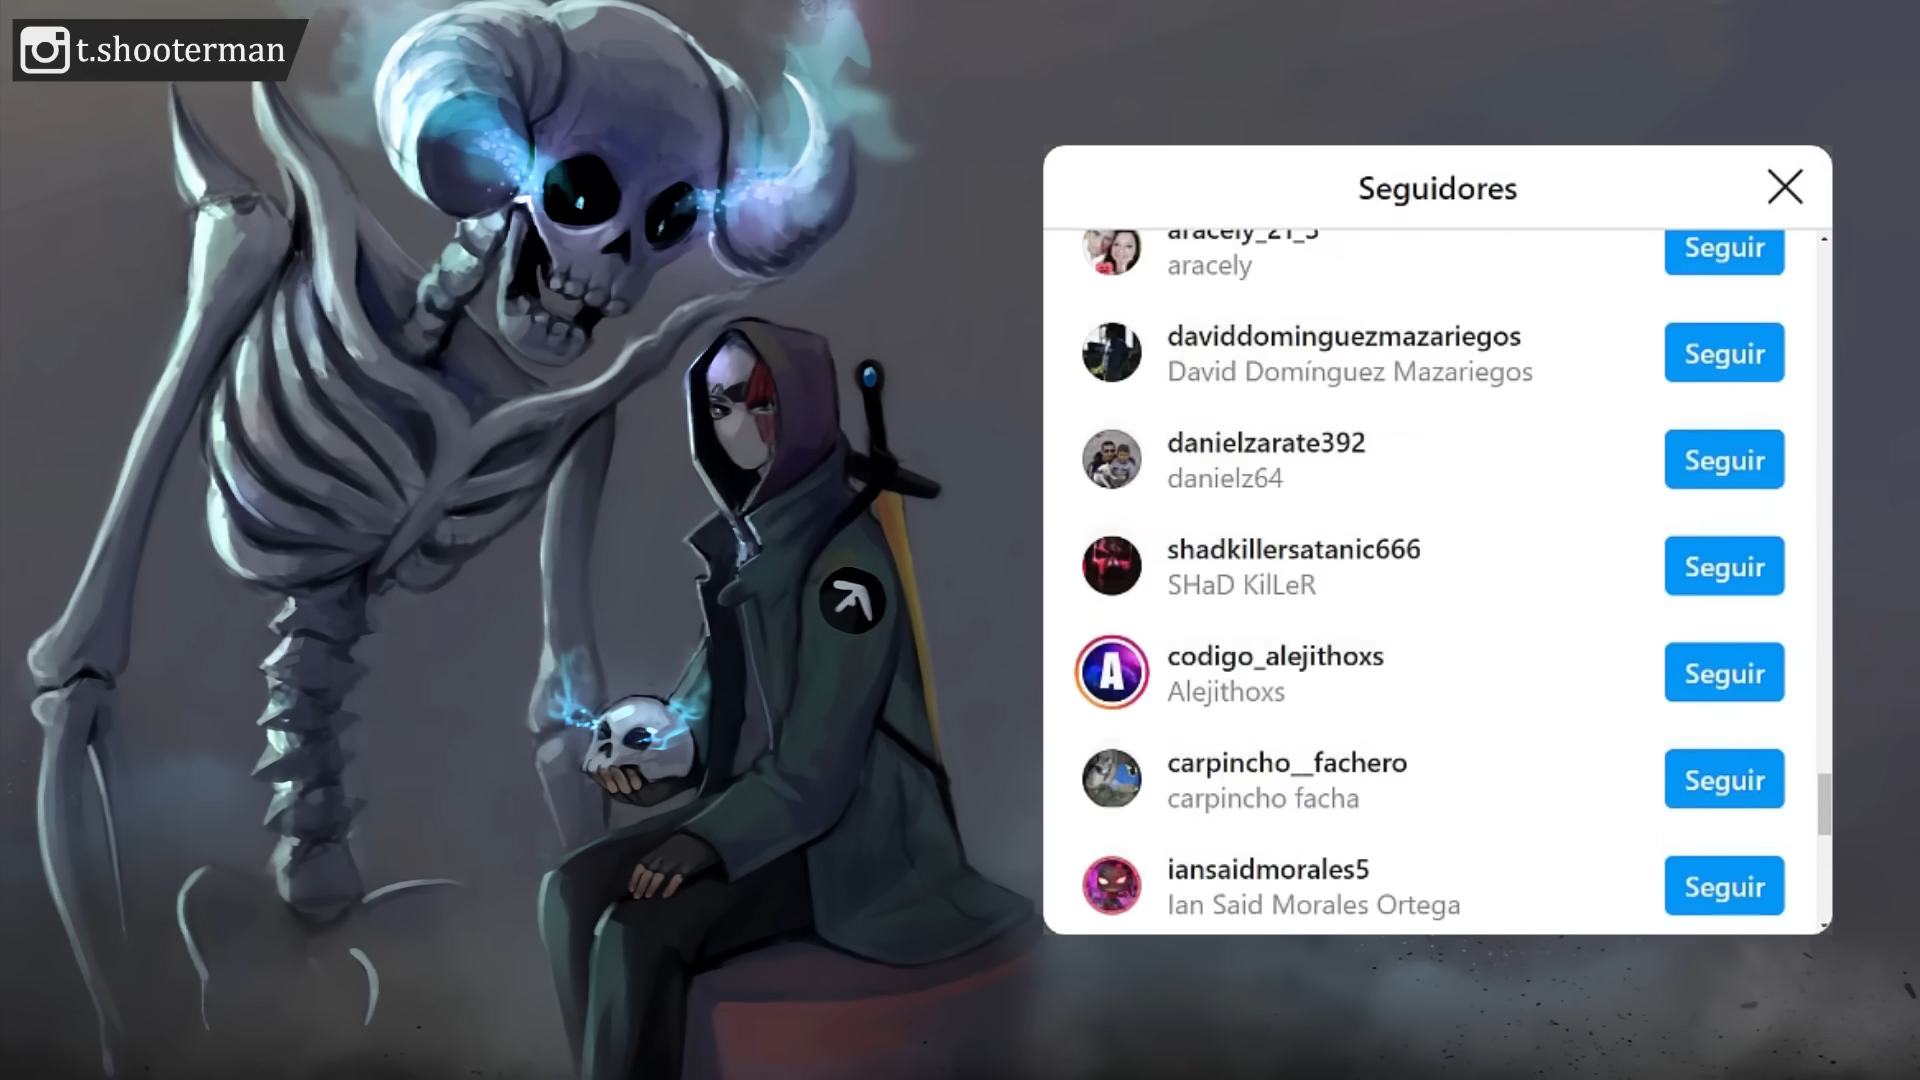 t.shooterman
Seguidores
aracely_21_5
aracely
Seguir
daviddominguezmazariegos
David Domínguez Mazariegos
Seguir
danielzarate392
danielz64
Seguir
shadkillersatanic666
SHaD KilLeR
Seguir
A
codigo_alejithoxs
Alejithoxs
Seguir
carpincho__fachero
carpincho facha
Seguir
iansaidmorales5
Ian Said Morales Ortega
Seguir